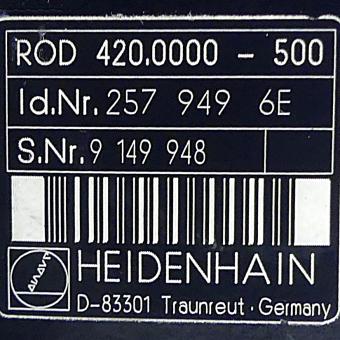 ROD 420.0000 - 500
Id.Nr. 257 949 6E
S.Nr. 9 149 948
HEIDENHAIN
D-83301 Traunreut · Germany